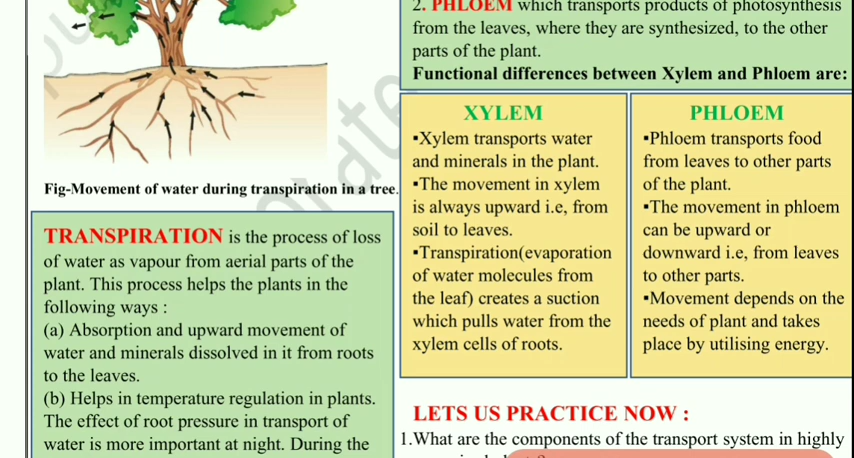 Fig-Movement of water during transpiration in a tree.
TRANSPIRATION is the process of loss
of water as vapour from aerial parts of the
plant. This process helps the plants in the
following ways :
(a) Absorption and upward movement of
water and minerals dissolved in it from roots
to the leaves.
(b) Helps in temperature regulation in plants.
The effect of root pressure in transport of
water is more important at night. During the
2. PHLOEM which transports products of photosynthesis
from the leaves, where they are synthesized, to the other
parts of the plant.
Functional differences between Xylem and Phloem are:
XYLEM
▪Xylem transports water
and minerals in the plant.
▪The movement in xylem
is always upward i.e, from
soil to leaves.
▪Transpiration(evaporation
of water molecules from
the leaf) creates a suction
which pulls water from the
xylem cells of roots.
PHLOEM
▪Phloem transports food
from leaves to other parts
of the plant.
▪The movement in phloem
can be upward or
downward i.e, from leaves
to other parts.
▪Movement depends on the
needs of plant and takes
place by utilising energy.
LETS US PRACTICE NOW :
1.What are the components of the transport system in highly